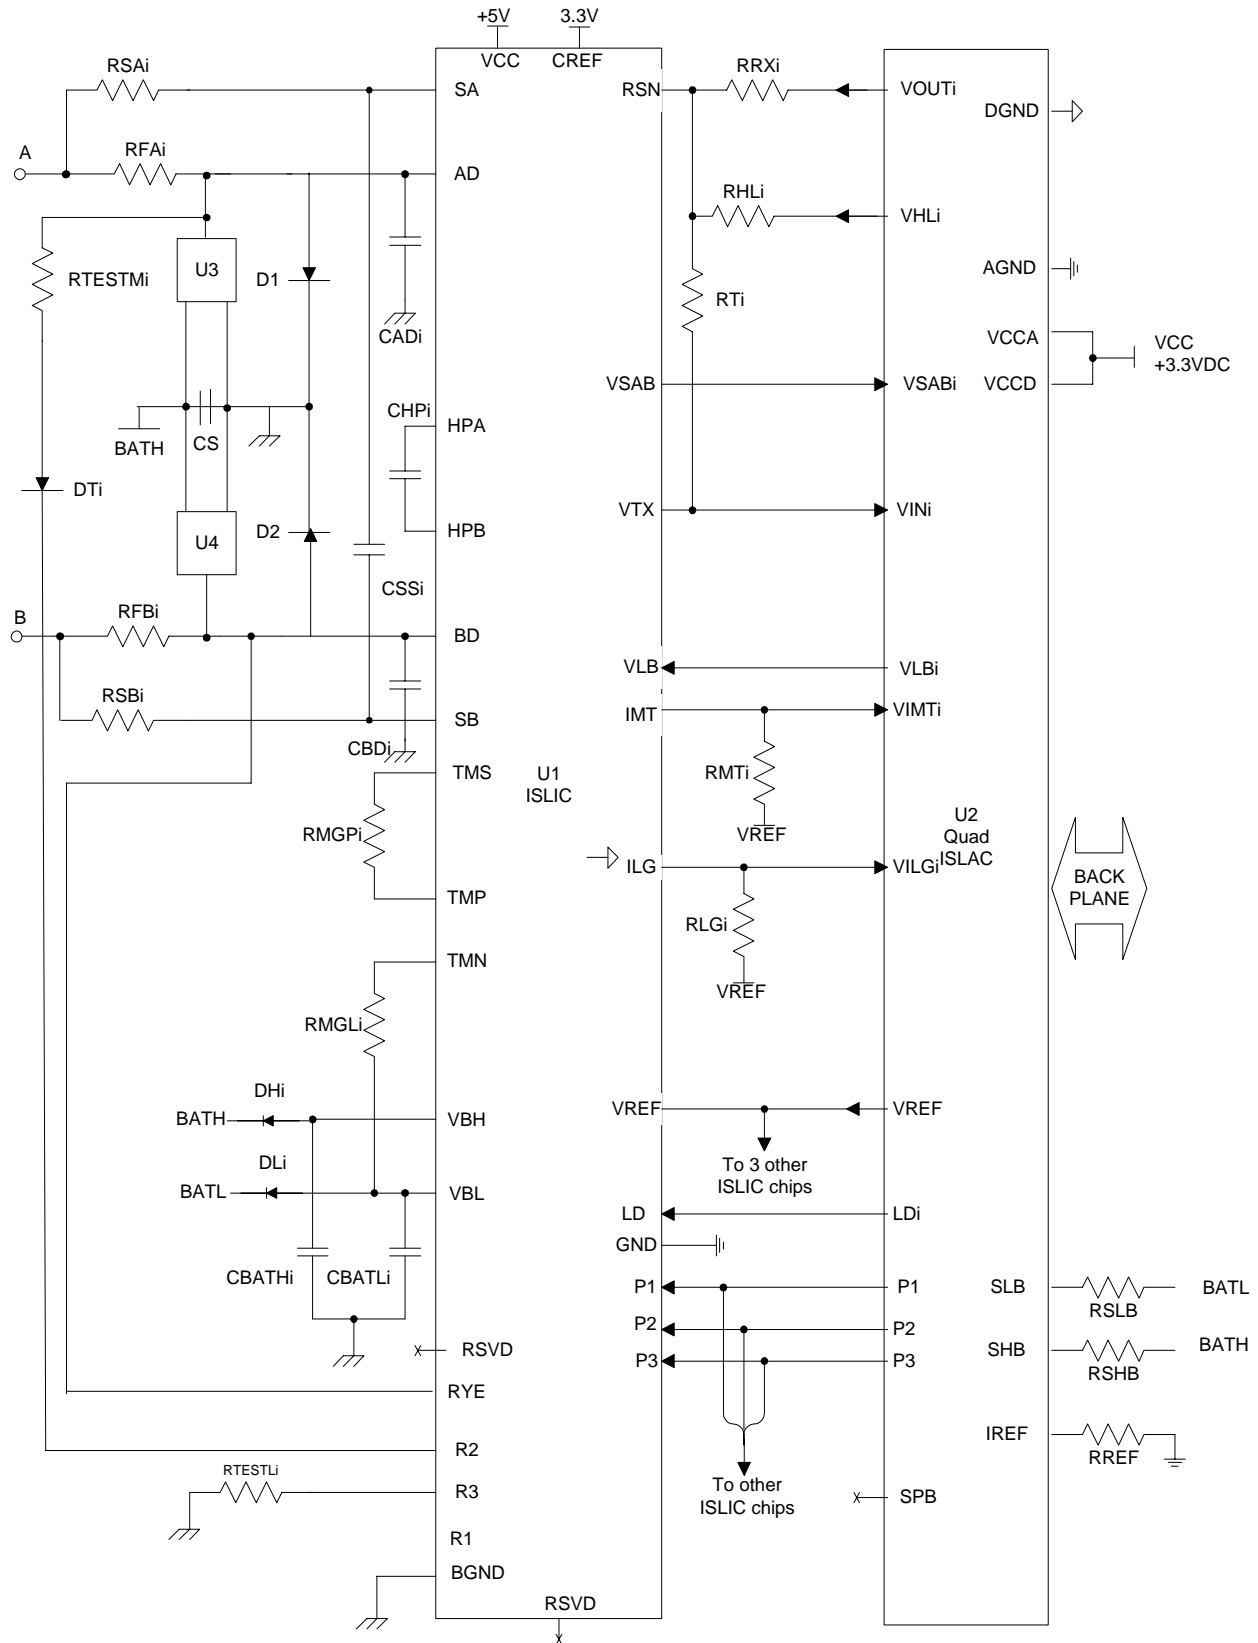 +5V
3.3V
VCC
CREF
RSAi
SA
RSN
RRXi
VOUTi
DGND
A
RFAi
AD
RHLi
VHLi
U3
RTESTMi
D1
AGND
RTi
CADi
VCCA
VCC
+3.3VDC
VSAB
VSABi
VCCD
CHPi
HPA
BATH
CS
DTi
VTX
VINi
D2
HPB
U4
CSSi
B
RFBi
BD
VLB
VLBi
RSBi
SB
IMT
VIMTi
CBDi
TMS
U1
ISLIC
RMTi
RMGPi
VREF
U2
Quad
ISLAC
ILG
VILGi
BACK
PLANE
TMP
RLGi
TMN
VREF
RMGLi
DHi
BATH
VBH
VREF
VREF
To 3 other
ISLIC chips
DLi
BATL
VBL
LD
LDi
GND
CBATHi
CBATLi
P1
P1
SLB
BATL
RSLB
P2
P2
RSVD
P3
P3
SHB
BATH
RSHB
RYE
IREF
RREF
R2
RTESTLi
R3
To other
ISLIC chips
SPB
R1
BGND
RSVD